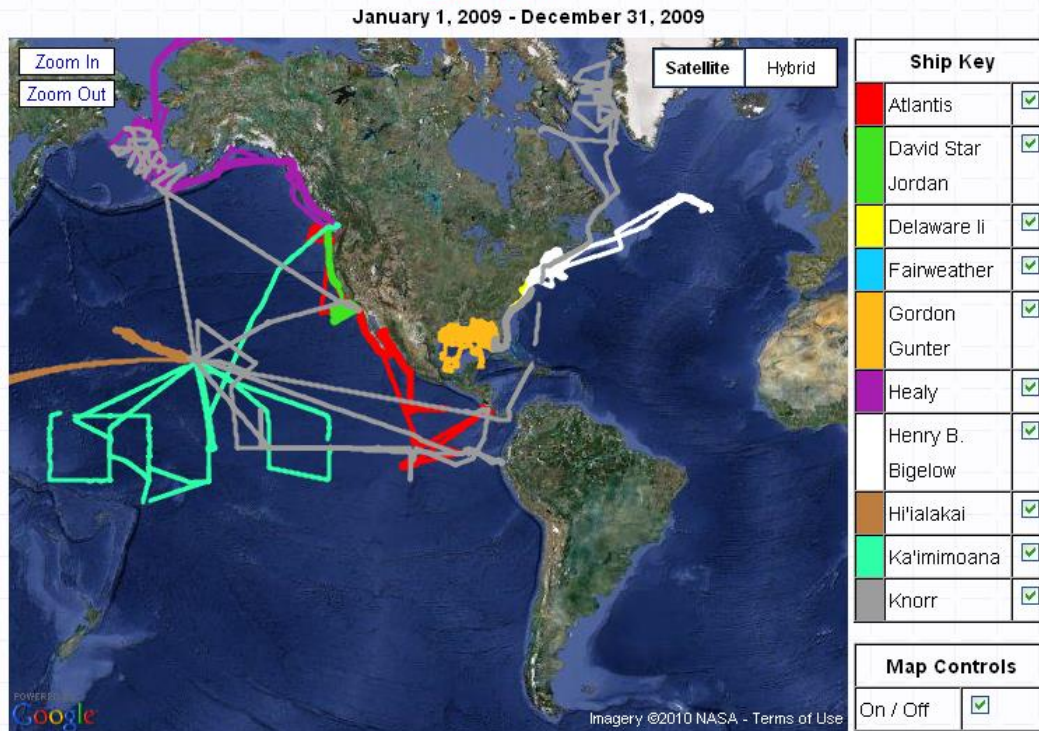 January 1, 2009 - December 31, 2009
Zoom In
Zoom Out
Satellite
Hybrid
Ship Key
Atlantis
David Star
Jordan
Delaware Ii
Fairweather
Gordon
Gunter
Healy
Henry B.
Bigelow
Hi'ialakai
Ka'imimoana
Knorr
Map Controls
On / Off
POWERED BY
Google
Imagery ©2010 NASA - Terms of Use